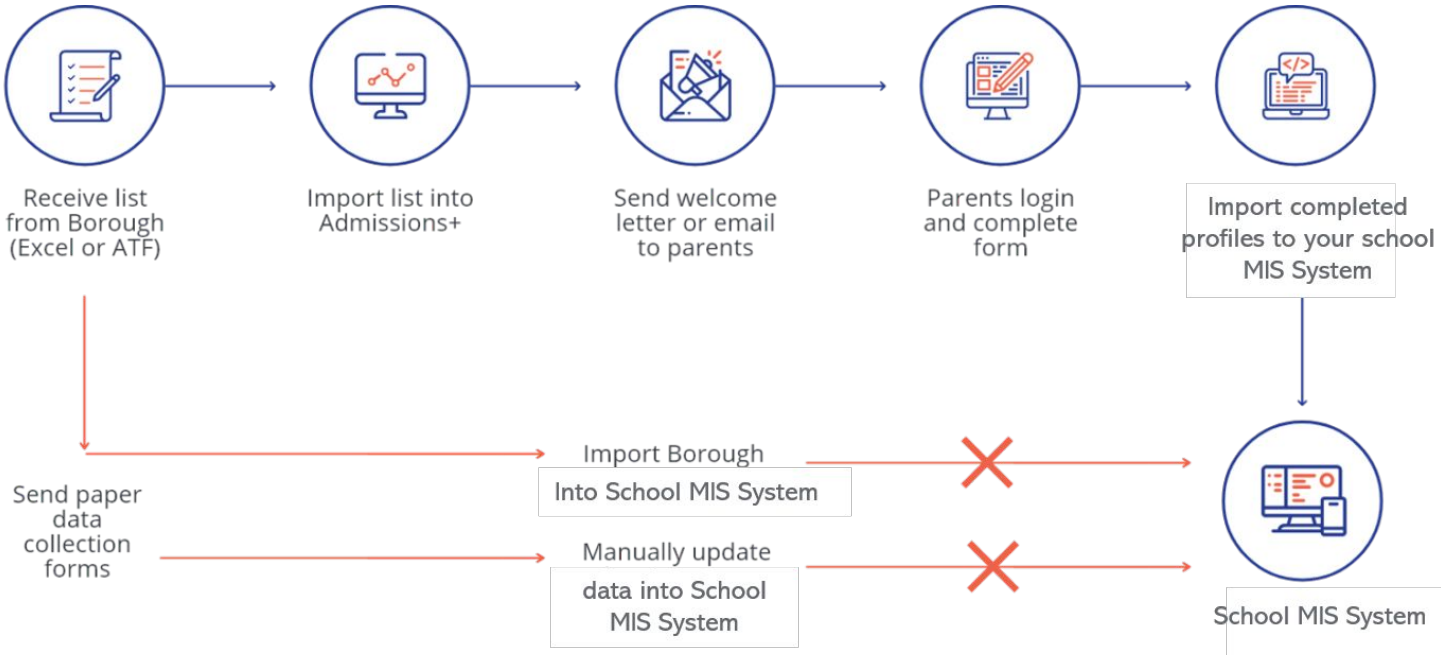 Receive list
from Borough
(Excel or ATF)
Import list into
Admissions+
Send welcome
letter or email
to parents
Parents login
and complete
form
</>
Import completed
profiles to your school
MIS System
Import Borough
Into School MIS System
Send paper
data
collection
forms
Manually update
data into School
MIS System
School MIS System